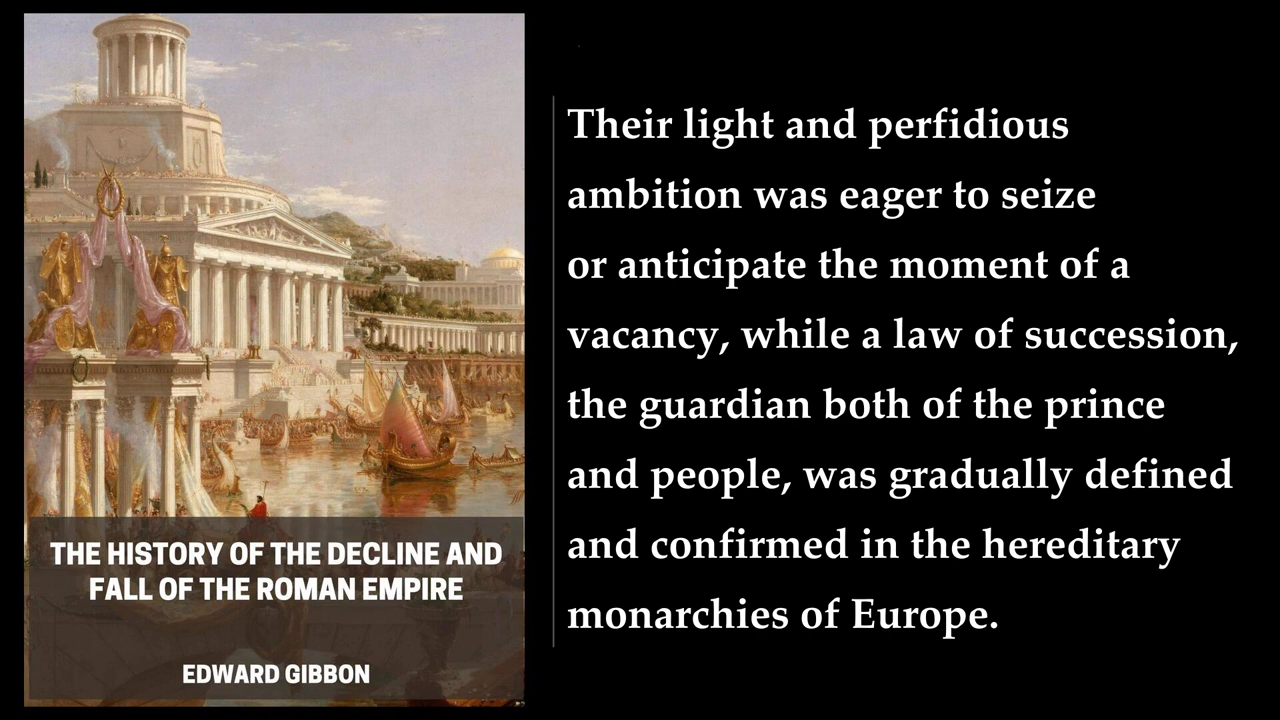 THE HISTORY OF THE DECLINE AND
FALL OF THE ROMAN EMPIRE
EDWARD GIBBON
Their light and perfidious
ambition was eager to seize
or anticipate the moment of a
vacancy, while a law of succession,
the guardian both of the prince
and people, was gradually defined
and confirmed in the hereditary
monarchies of Europe.